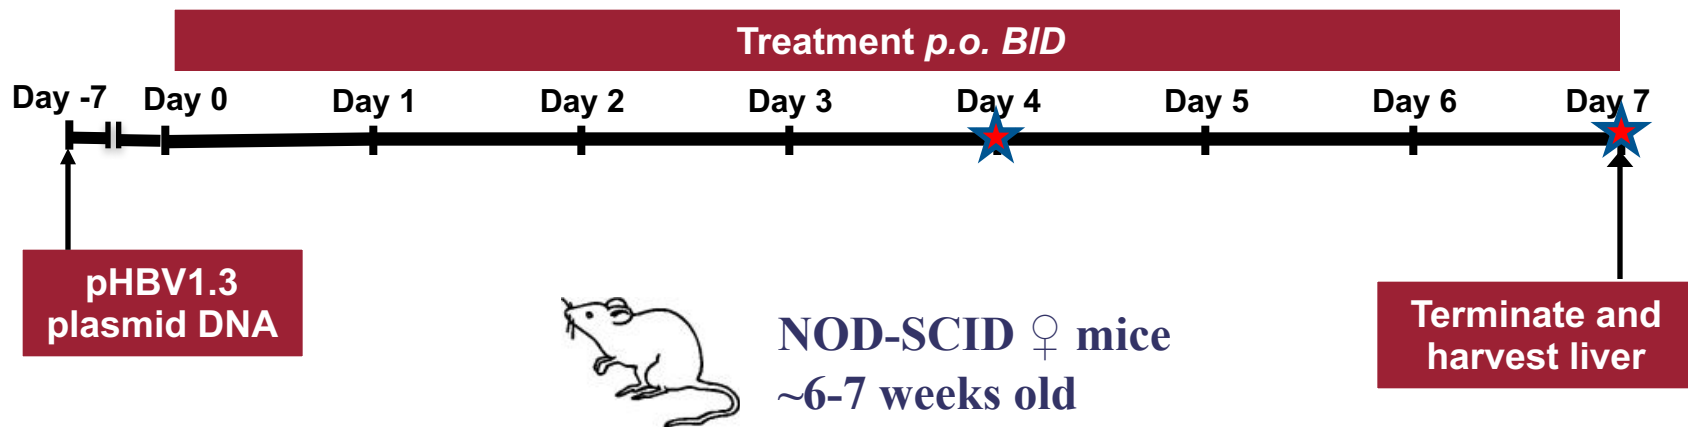 Treatment p.o. BID
Day -7 Day 0 Day 1 Day 2 Day 3 Day 4 Day 5 Day 6 Day 7
pHBV1.3
plasmid DNA
NOD-SCID ♀ mice
~6-7 weeks old
Terminate and
harvest liver